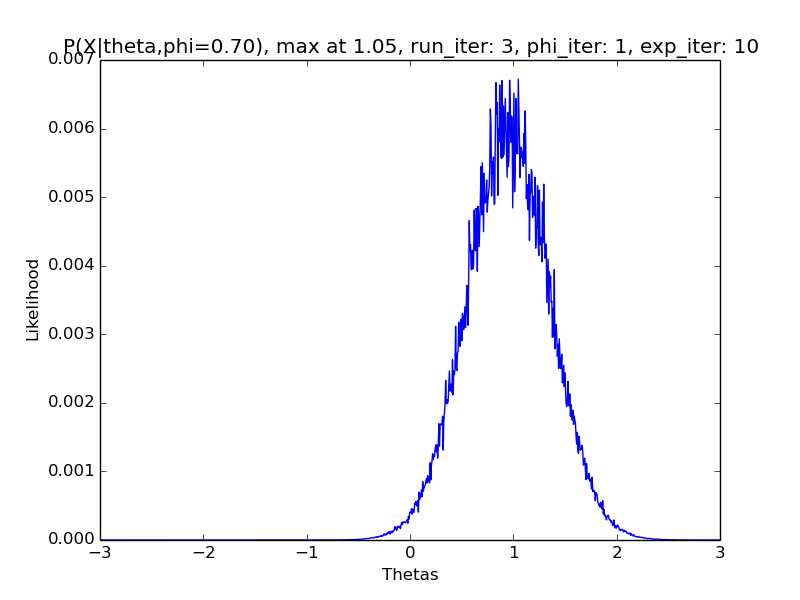 P(X|theta,phi=0.70), max at 1.05, run_iter: 3, phi_iter: 1, exp_iter: 10
0.007
0.006
0.005
0.004
0.003
0.002
0.001
0.000
Likelihood
−3 −2 −1 0 1 2 3
Thetas